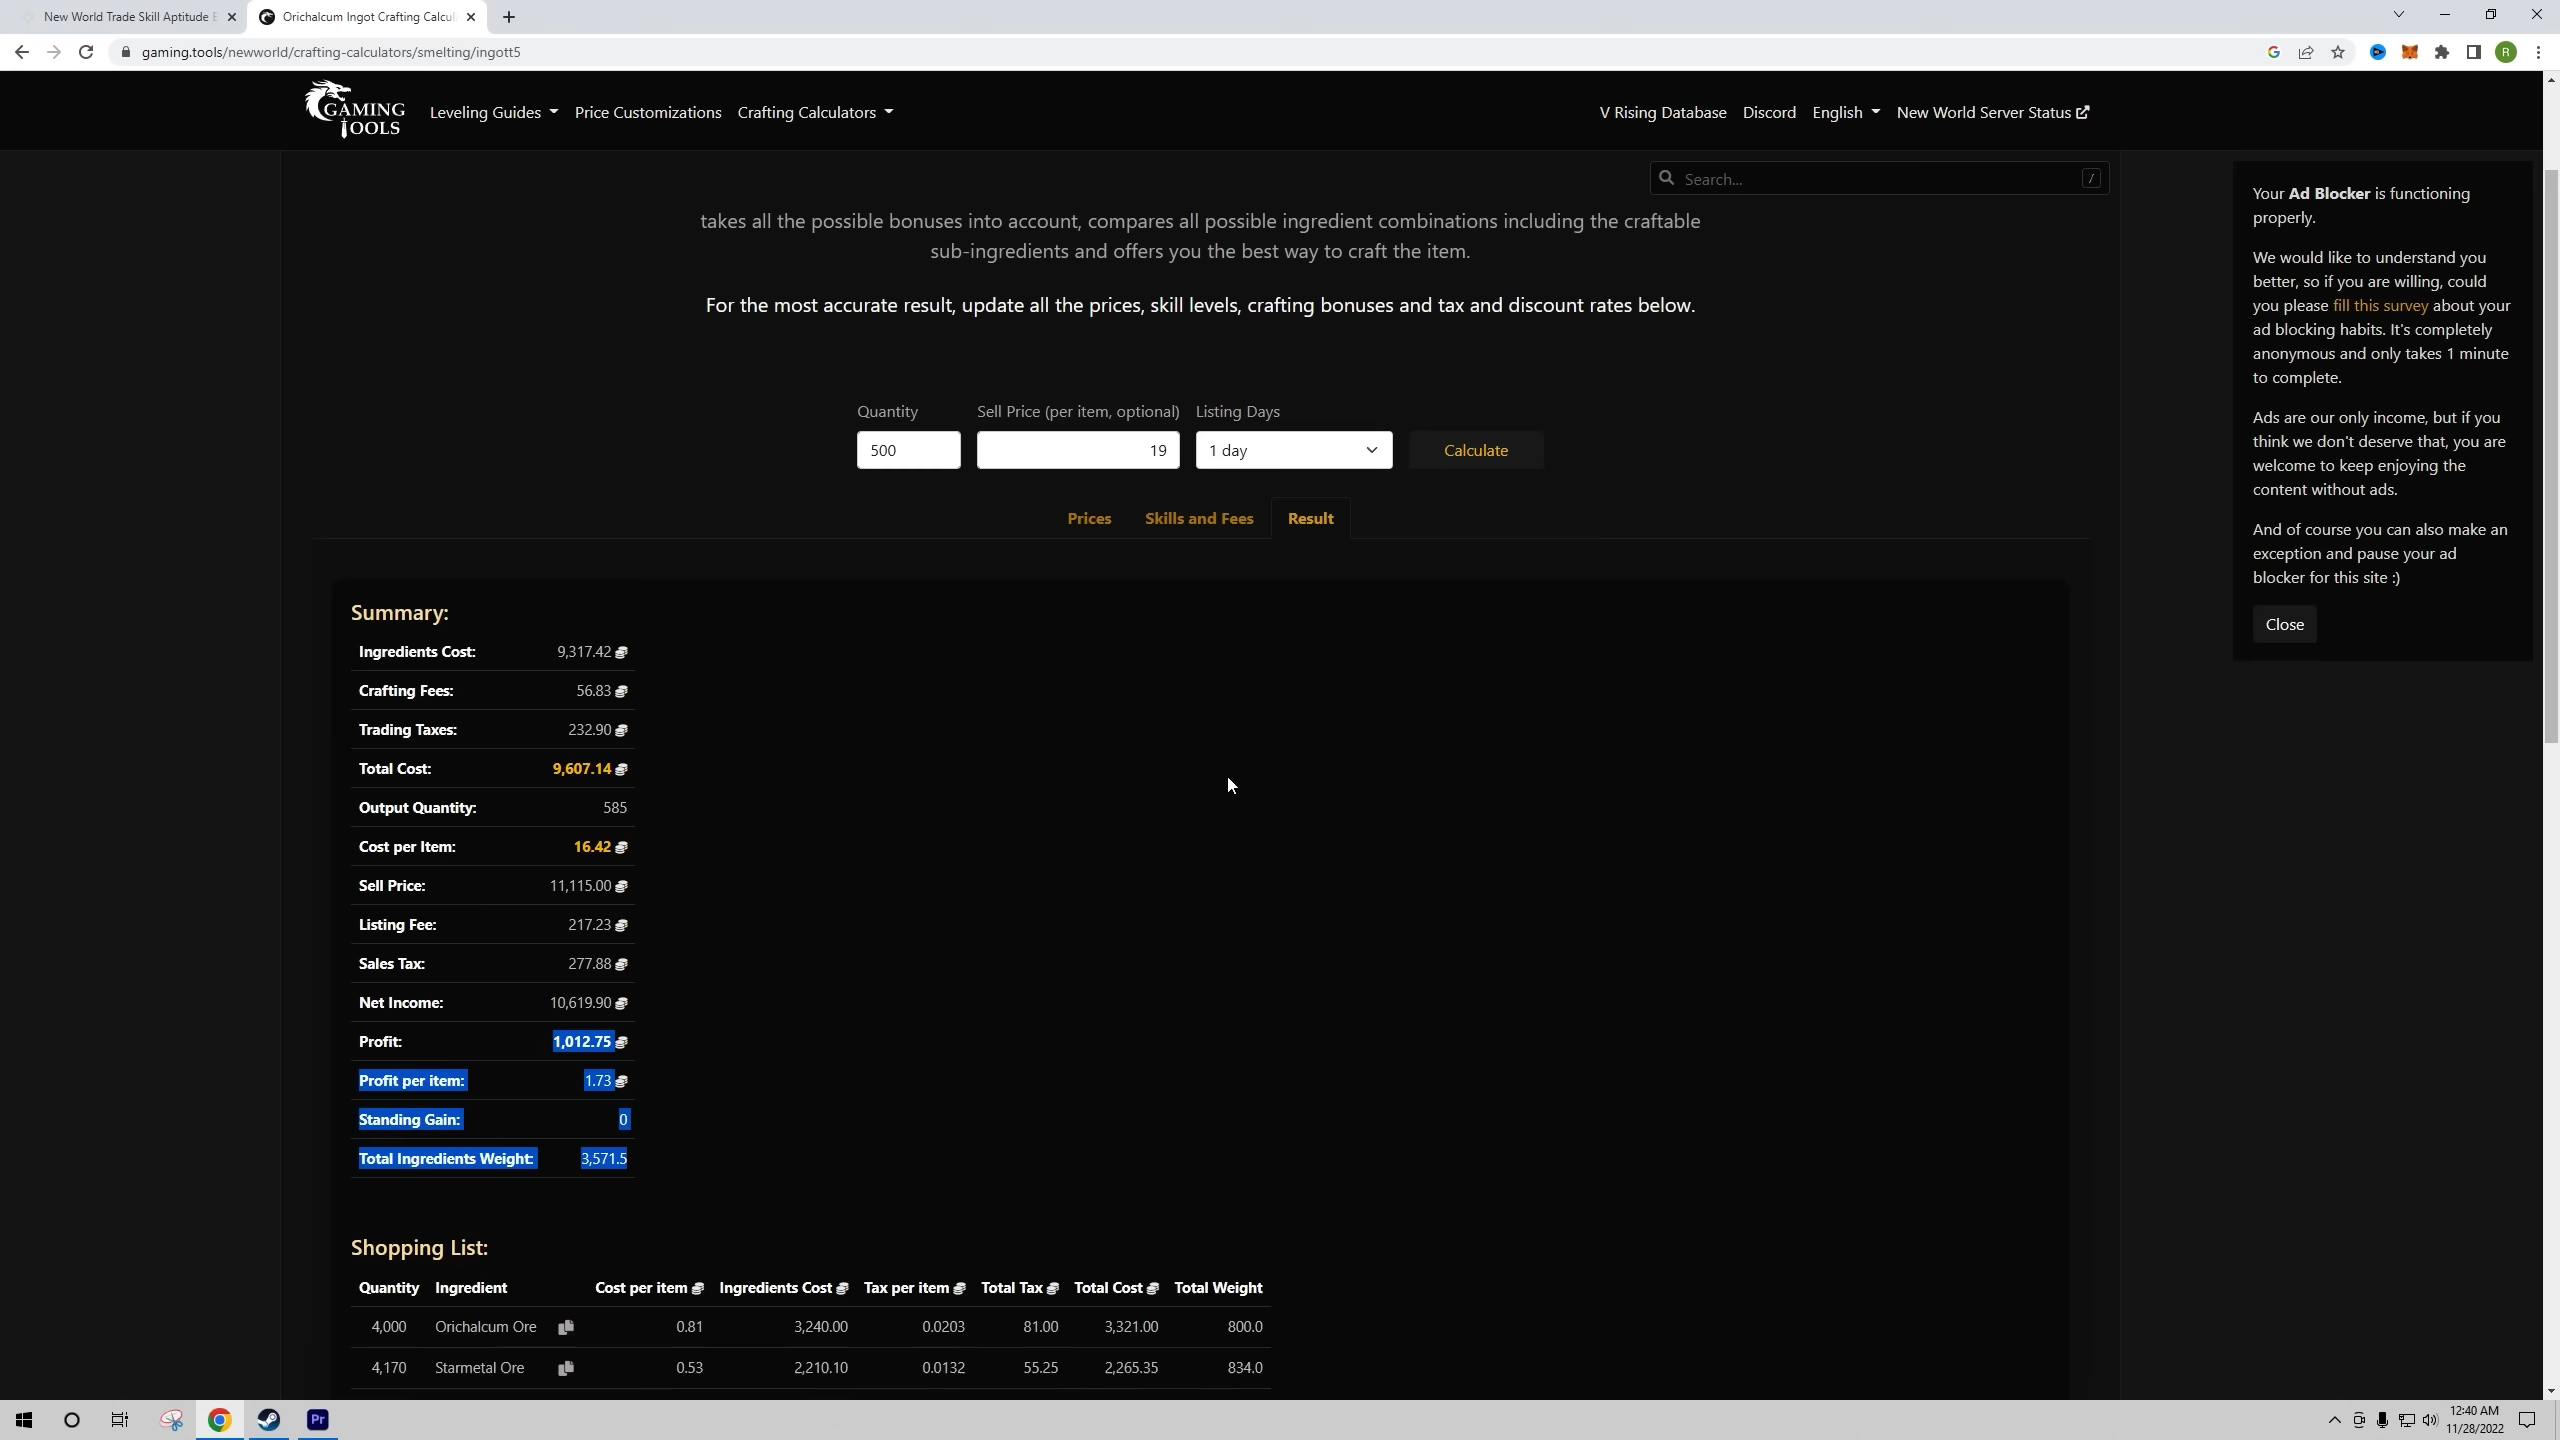 New World Trade Skill Aptitude E
Orichalcum Ingot Crafting Calcul
gaming.tools/newworld/crafting-calculators/smelting/ingott5
R
GAMING
TOOLS
Leveling Guides
Price Customizations
Crafting Calculators
V Rising Database
Discord
English
New World Server Status
Search...
/
takes all the possible bonuses into account, compares all possible ingredient combinations including the craftable
sub-ingredients and offers you the best way to craft the item.
For the most accurate result, update all the prices, skill levels, crafting bonuses and tax and discount rates below.
Quantity Sell Price (per item, optional) Listing Days
500 19 1 day Calculate
Prices Skills and Fees Result
Summary:
Ingredients Cost: 9,317.42
Crafting Fees: 56.83
Trading Taxes: 232.90
Total Cost: 9,607.14
Output Quantity: 585
Cost per Item: 16.42
Sell Price: 11,115.00
Listing Fee: 217.23
Sales Tax: 277.88
Net Income: 10,619.90
Profit: 1,012.75
Profit per item: 1.73
Standing Gain: 0
Total Ingredients Weight: 3,571.5
Shopping List:
Quantity Ingredient Cost per item Ingredients Cost Tax per item Total Tax Total Cost Total Weight
4,000 Orichalcum Ore 0.81 3,240.00 0.0203 81.00 3,321.00 800.0
4,170 Starmetal Ore 0.53 2,210.10 0.0132 55.25 2,265.35 834.0
Your Ad Blocker is functioning
properly.
We would like to understand you
better, so if you are willing, could
you please fill this survey about your
ad blocking habits. It's completely
anonymous and only takes 1 minute
to complete.
Ads are our only income, but if you
think we don't deserve that, you are
welcome to keep enjoying the
content without ads.
And of course you can also make an
exception and pause your ad
blocker for this site :)
Close
Pr
12:40 AM
11/28/2022